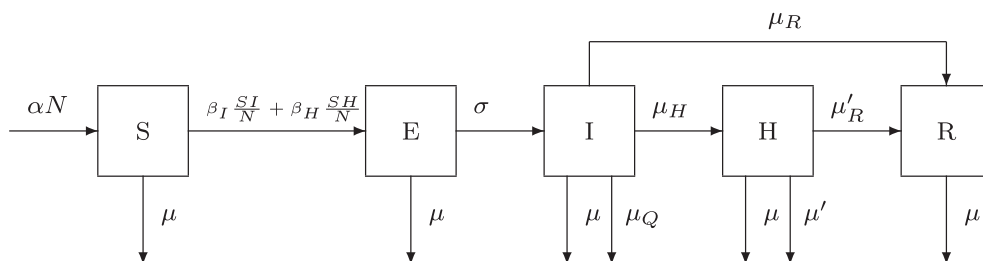 μ_R
αN
β_I SI/N + β_H SH/N
σ
μ_H
μ′_R
S
E
I
H
R
μ
μ
μ
μ_Q
μ
μ′
μ